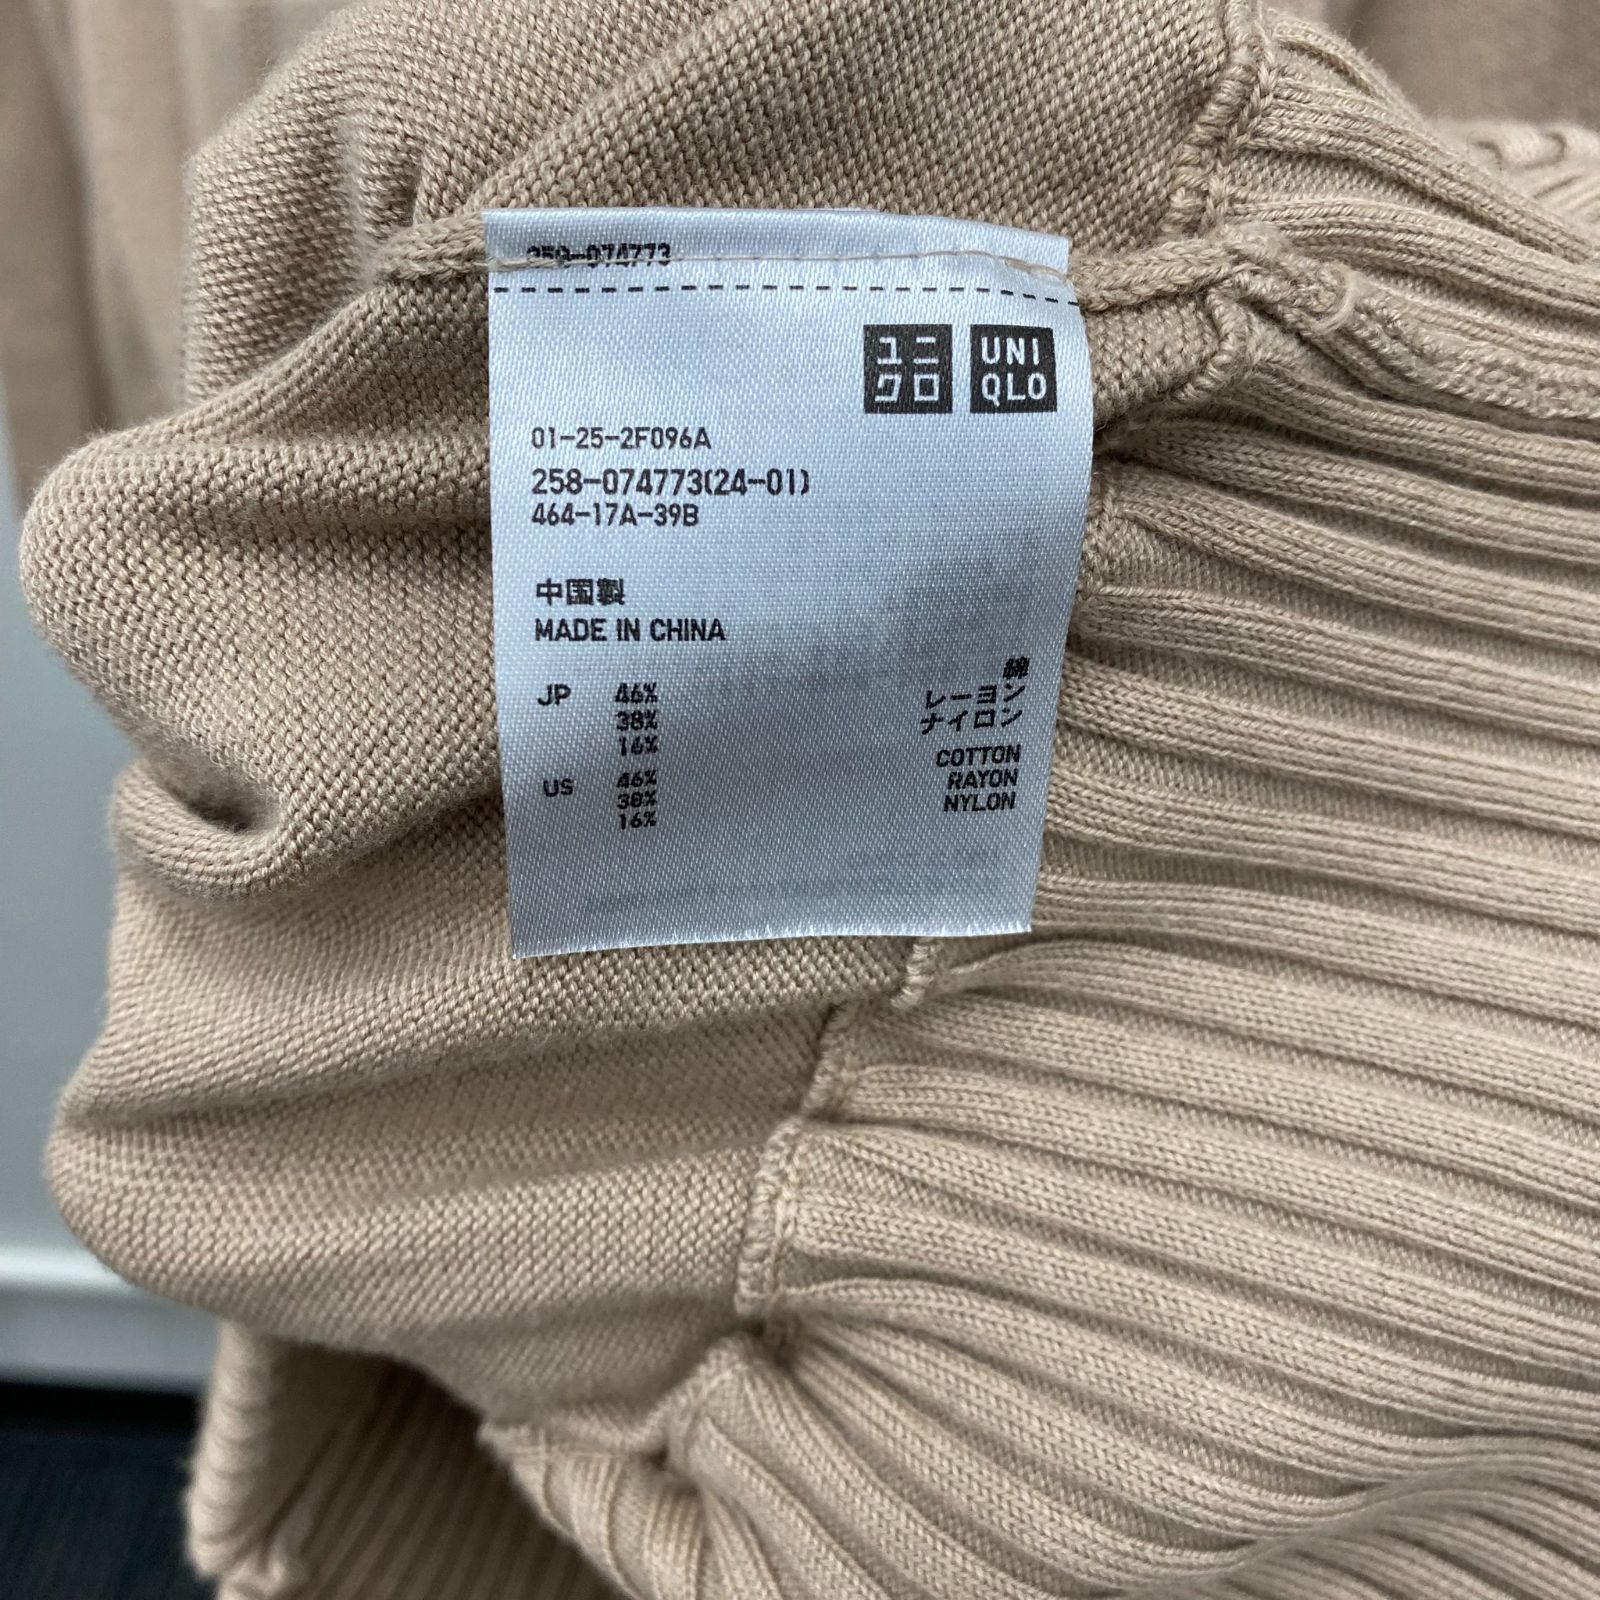 258-074773
ユニ UNI
クロ QLO
01-25-2F096A
258-074773(24-01)
464-17A-39B
中国製
MADE IN CHINA
JP 46% 綿
38% レーヨン
16% ナイロン
US 46% COTTON
38% RAYON
16% NYLON